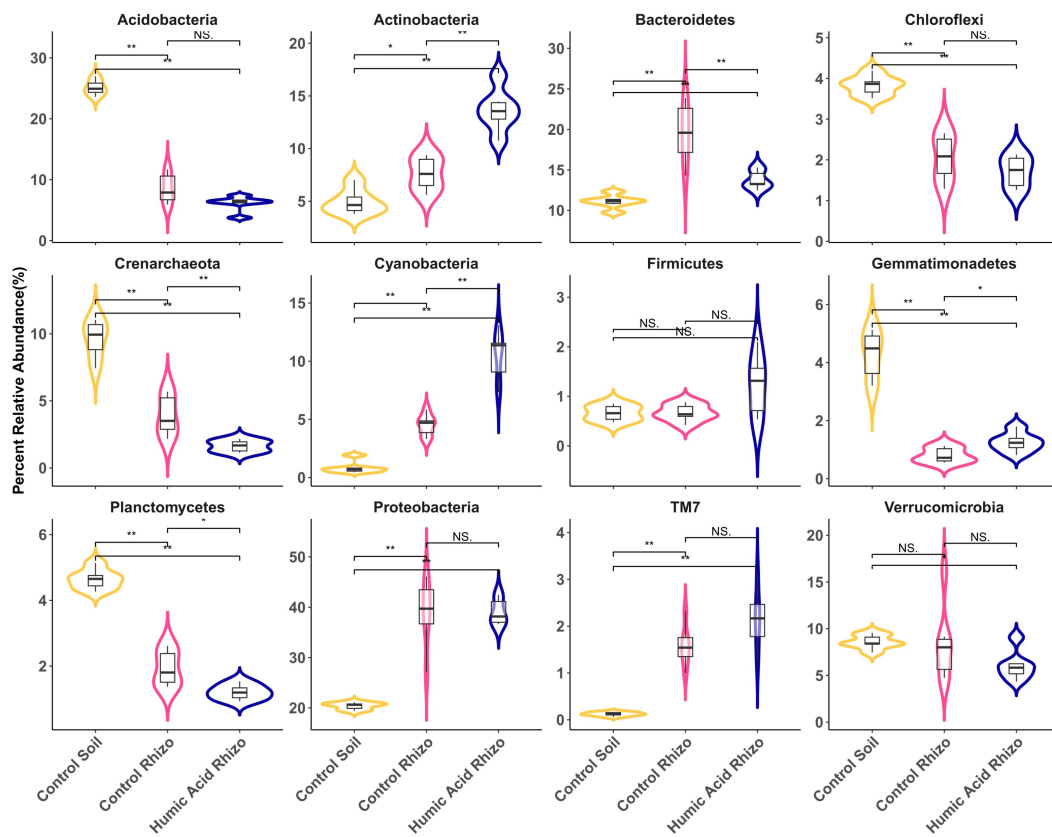 Acidobacteria
Actinobacteria
Bacteroidetes
Chloroflexi
30
20
10
0
**
NS.
**
20
15
10
5
*
**
**
30
25
20
15
10
**
**
**
5
4
3
2
1
0
**
NS.
**
Percent Relative Abundance(%)
Crenarchaeota
Cyanobacteria
Firmicutes
Gemmatimonadetes
10
5
0
**
**
**
15
10
5
0
**
**
**
3
2
1
0
NS.
NS.
NS.
6
4
2
0
**
*
**
Planctomycetes
Proteobacteria
TM7
Verrucomicrobia
6
4
2
**
*
**
50
40
30
20
**
NS.
**
4
3
2
1
0
**
NS.
**
20
15
10
5
0
NS.
NS.
Control Soil
Control Rhizo
Humic Acid Rhizo
Control Soil
Control Rhizo
Humic Acid Rhizo
Control Soil
Control Rhizo
Humic Acid Rhizo
Control Soil
Control Rhizo
Humic Acid Rhizo